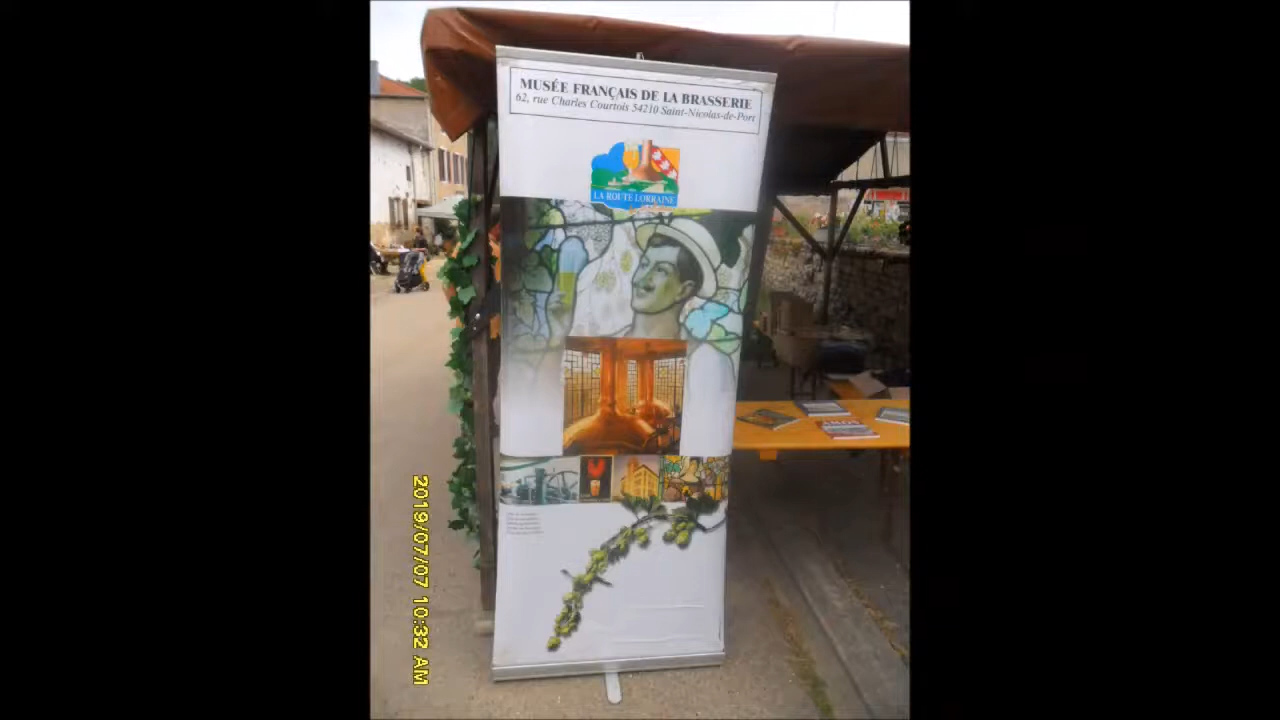 MUSÉE FRANÇAIS DE LA BRASSERIE
62, rue Charles Courtois 54210 Saint-Nicolas-de-Port
LA ROUTE LORRAINE
2019/07/07 10:32 AM